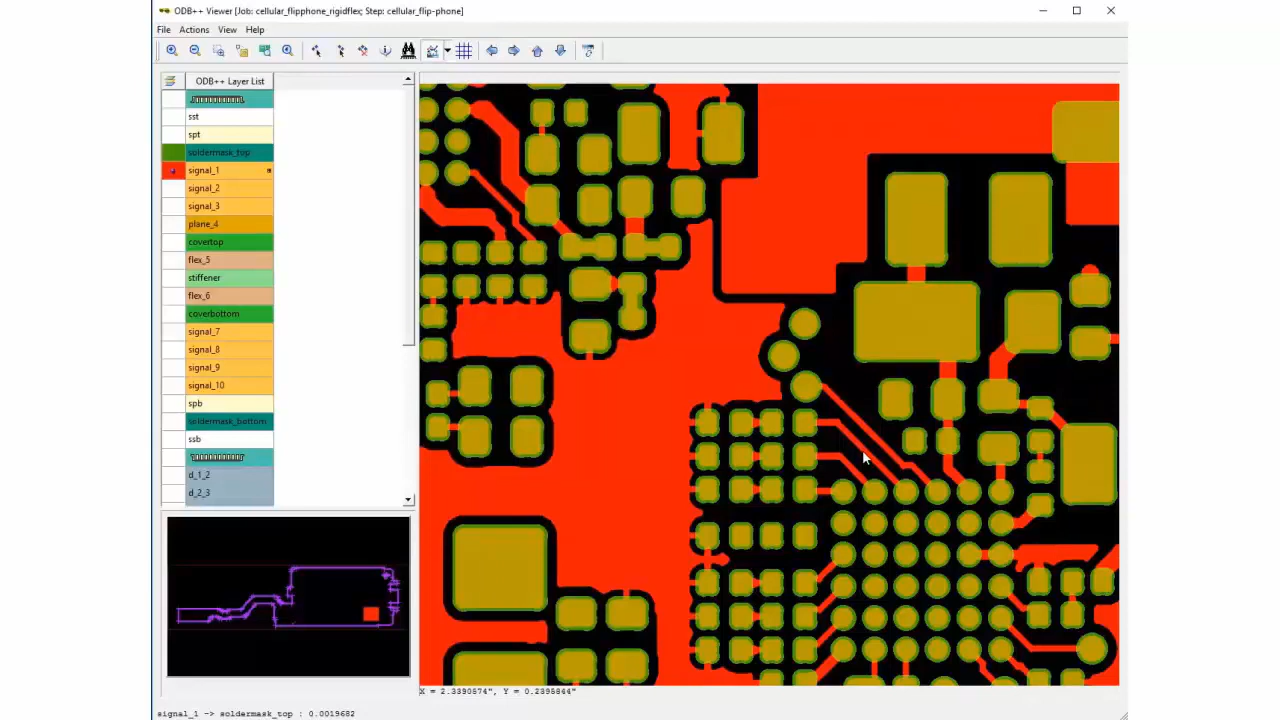 ODB++ Viewer [Job: cellular_flipphone_rigidflex; Step: cellular_flip-phone]
File Actions View Help
ODB++ Layer List
sst
spt
soldermask_top
signal_1
signal_2
signal_3
plane_4
covertop
flex_5
stiffener
flex_6
coverbottom
signal_7
signal_8
signal_9
signal_10
spb
soldermask_bottom
ssb
d_1_2
d_2_3
X = 2.3390574", Y = 0.2395864"
signal_1 -> soldermask_top : 0.0019682